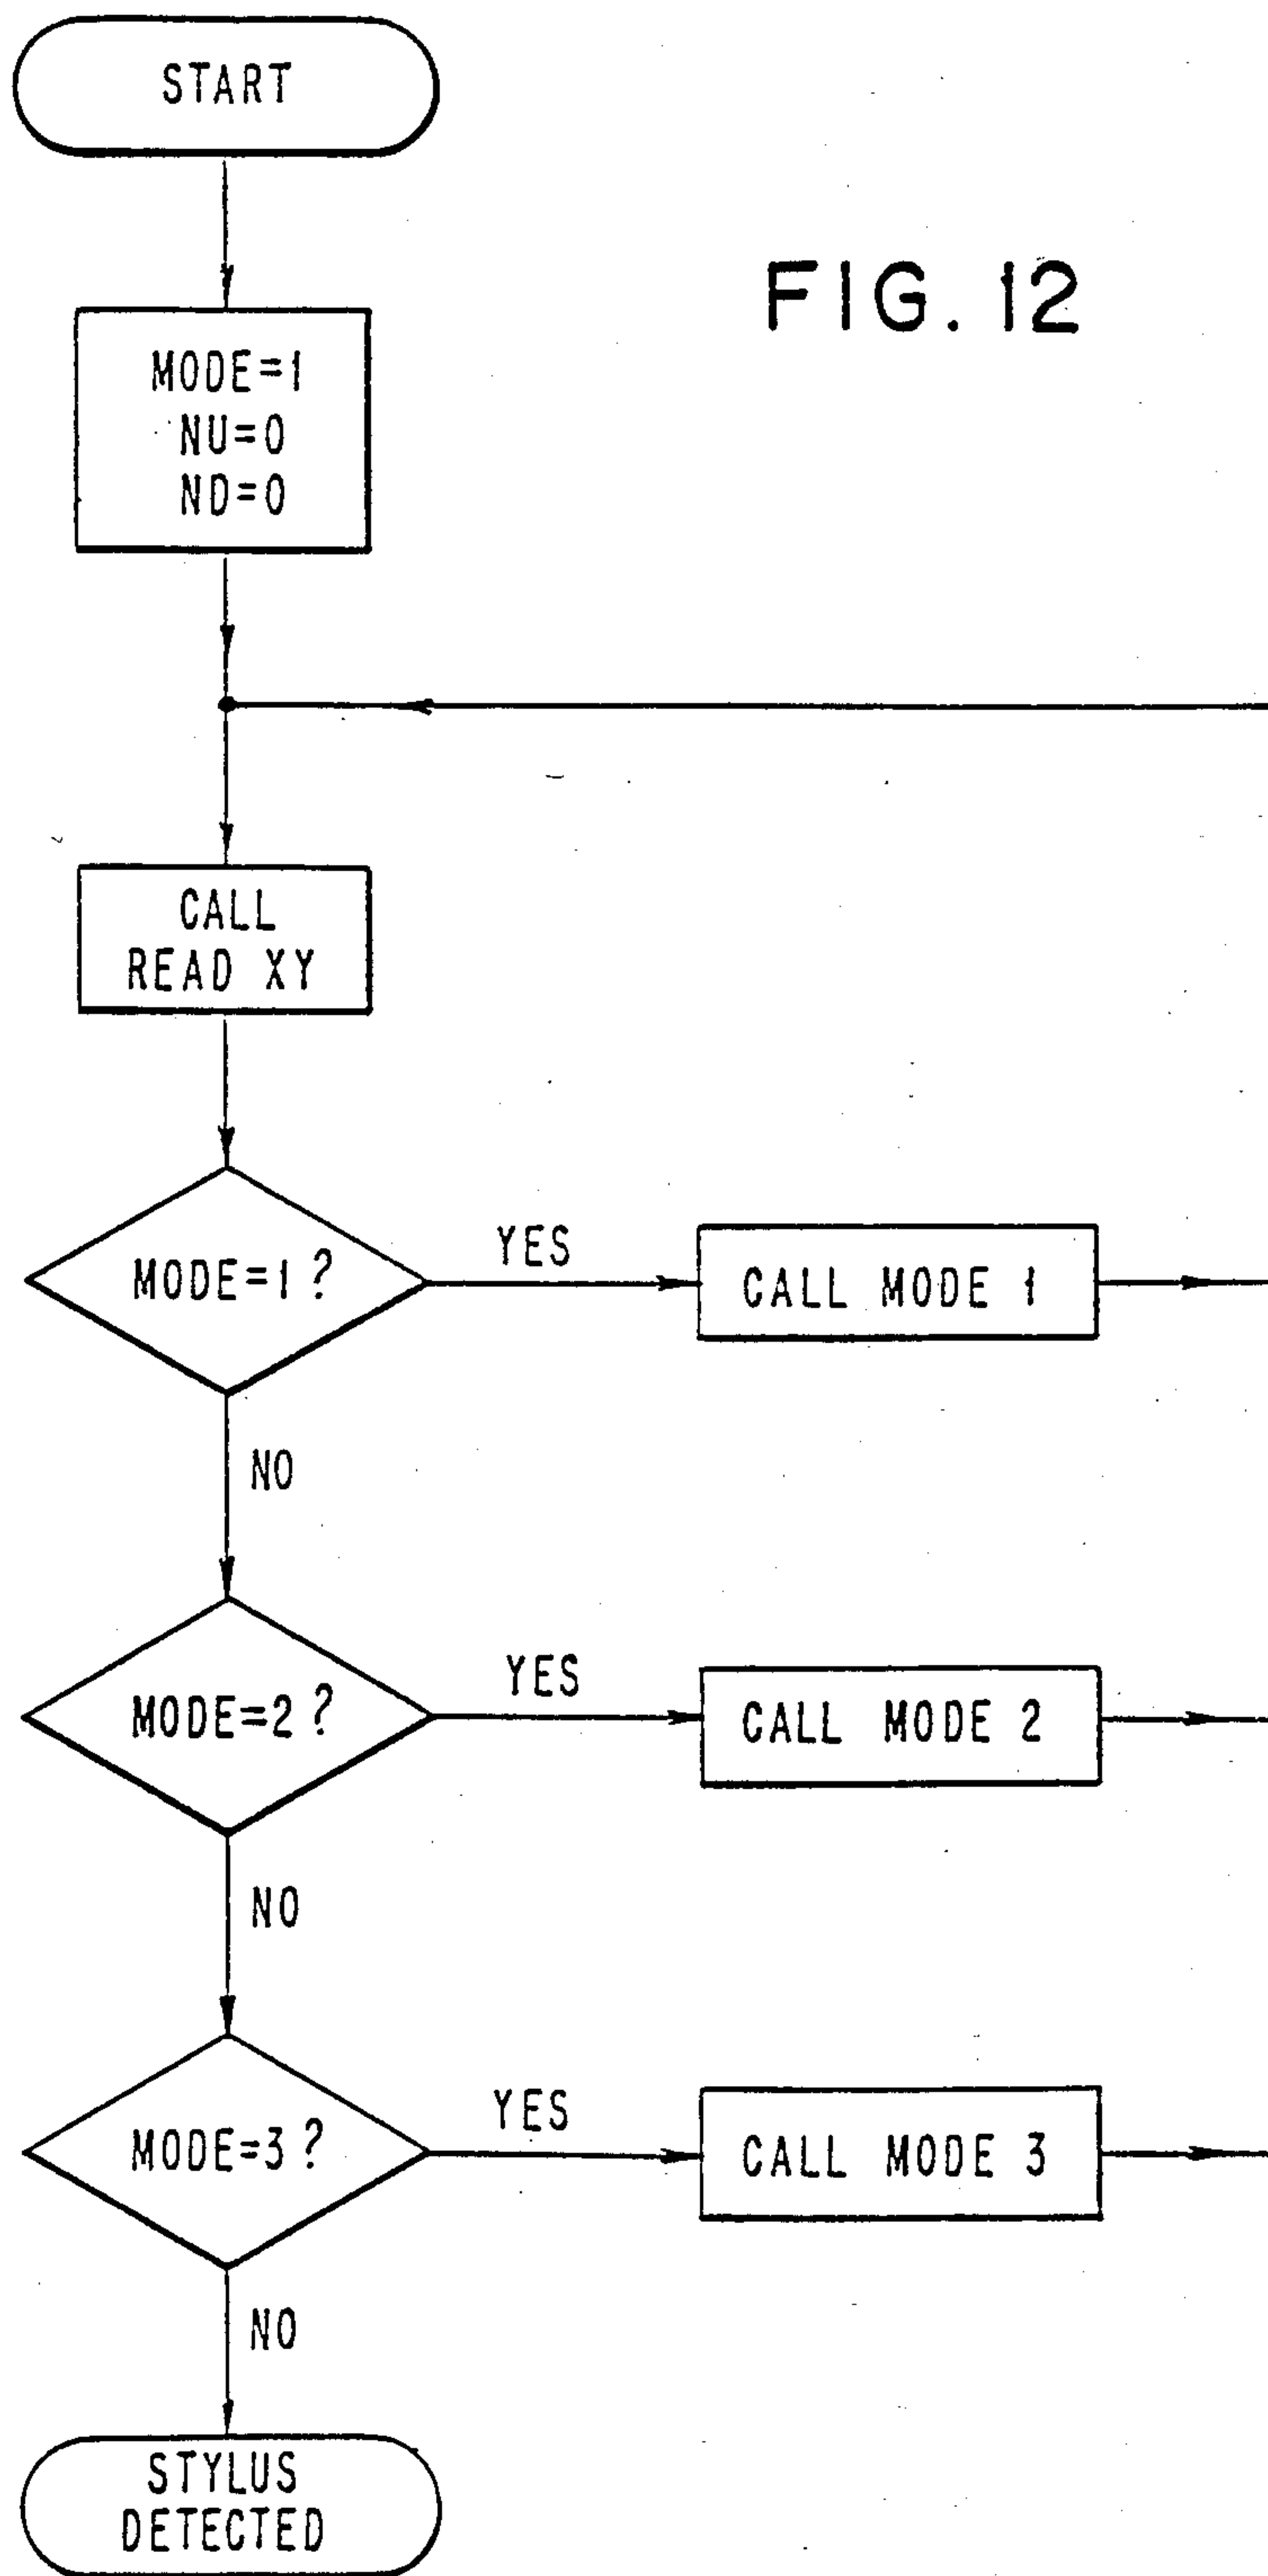 START
FIG. 12
MODE=1
NU=0
ND=0
CALL
READ XY
MODE=1?
YES
CALL MODE 1
NO
MODE=2?
YES
CALL MODE 2
NO
MODE=3?
YES
CALL MODE 3
NO
STYLUS
DETECTED